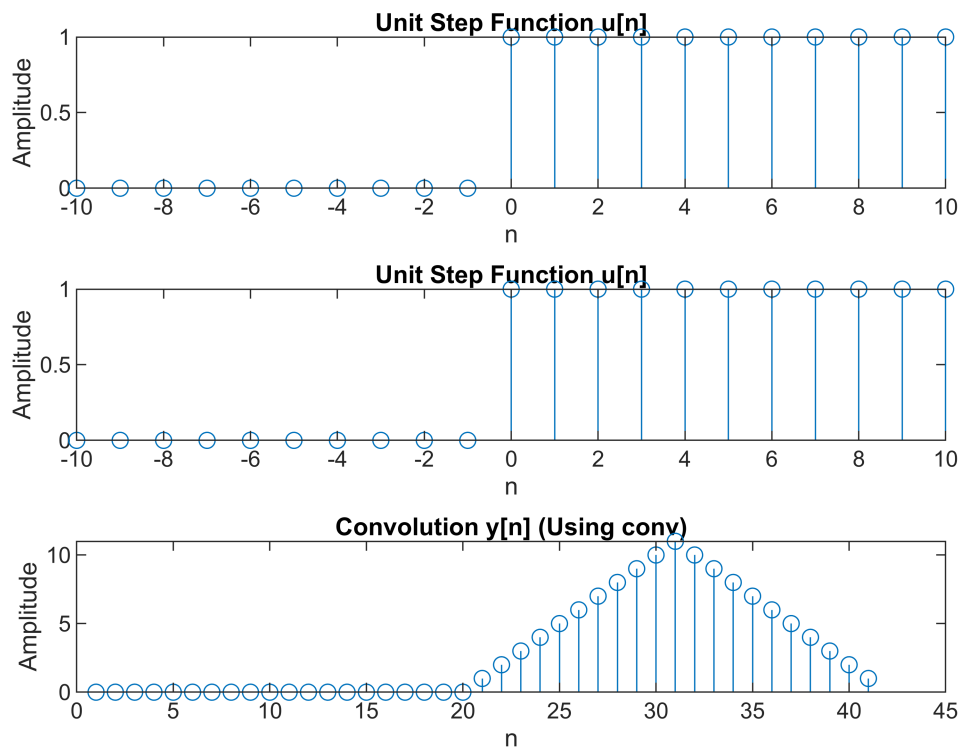 Unit Step Function u[n]
1
0.5
0
Amplitude
-10 -8 -6 -4 -2 0 2 4 6 8 10
n
Unit Step Function u[n]
1
0.5
0
Amplitude
-10 -8 -6 -4 -2 0 2 4 6 8 10
n
Convolution y[n] (Using conv)
10
5
0
Amplitude
0 5 10 15 20 25 30 35 40 45
n